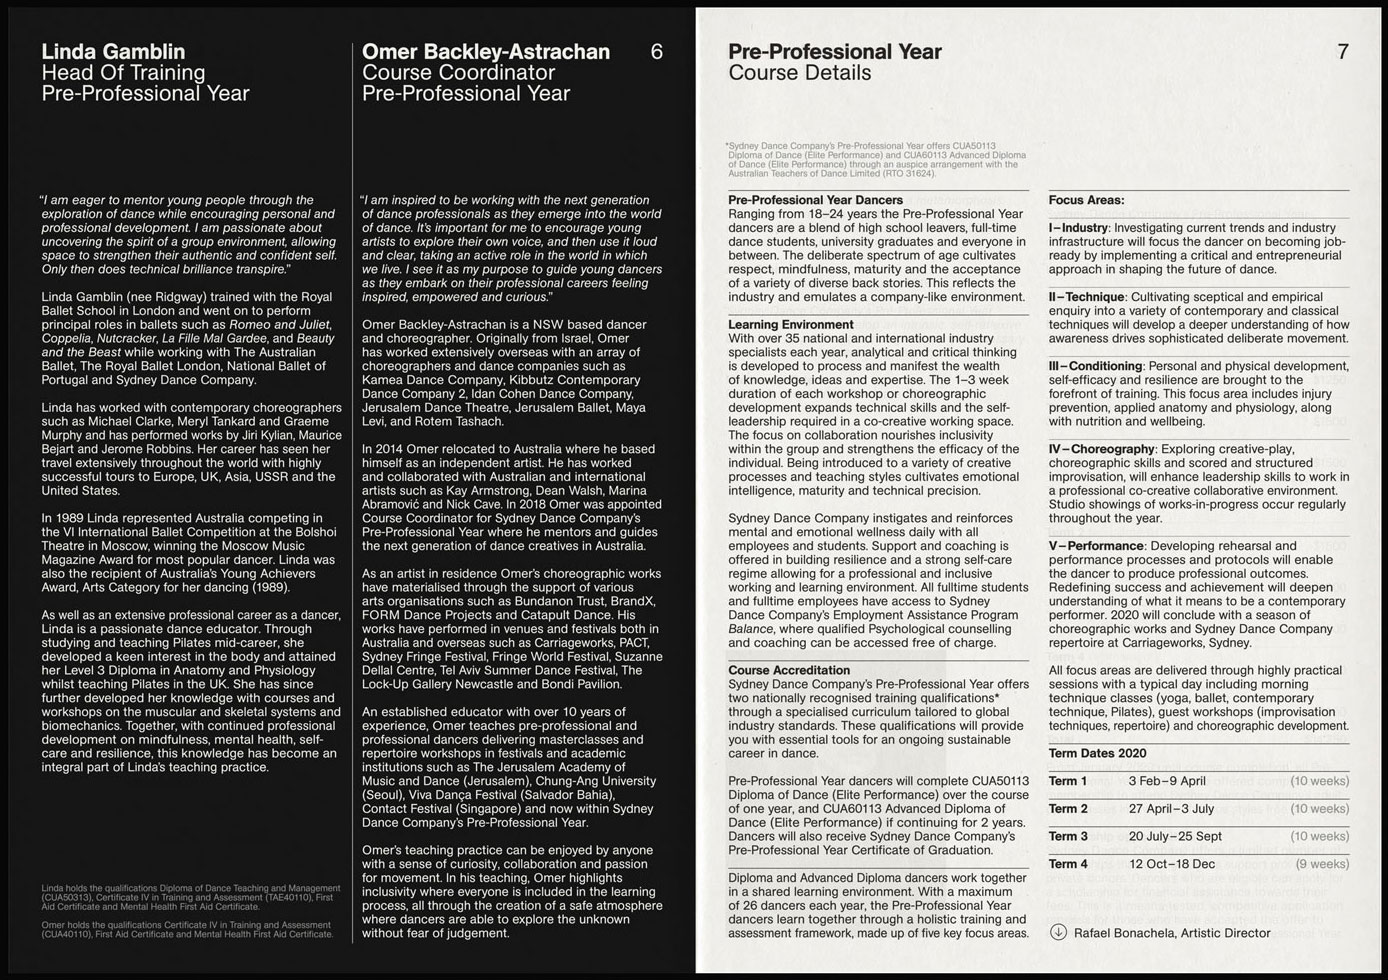 Linda Gamblin
Head Of Training
Pre-Professional Year
“I am eager to mentor young people through the
exploration of dance while encouraging personal and
professional development. I am passionate about
uncovering the spirit of a group environment, allowing
space to strengthen their authentic and confident self.
Only then does technical brilliance transpire.”
Linda Gamblin (nee Ridgway) trained with the Royal
Ballet School in London and went on to perform
principal roles in ballets such as Romeo and Juliet,
Coppelia, Nutcracker, La Fille Mal Gardee, and Beauty
and the Beast while working with The Australian
Ballet, The Royal Ballet London, National Ballet of
Portugal and Sydney Dance Company.
Linda has worked with contemporary choreographers
such as Michael Clarke, Meryl Tankard and Graeme
Murphy and has performed works by Jiri Kylian, Maurice
Bejart and Jerome Robbins. Her career has seen her
travel extensively throughout the world with highly
successful tours to Europe, UK, Asia, USSR and the
United States.
In 1989 Linda represented Australia competing in
the VI International Ballet Competition at the Bolshoi
Theatre in Moscow, winning the Moscow Music
Magazine Award for most popular dancer. Linda was
also the recipient of Australia’s Young Achievers
Award, Arts Category for her dancing (1989).
As well as an extensive professional career as a dancer,
Linda is a passionate dance educator. Through
studying and teaching Pilates mid-career, she
developed a keen interest in the body and attained
her Level 3 Diploma in Anatomy and Physiology
whilst teaching Pilates in the UK. She has since
further developed her knowledge with courses and
workshops on the muscular and skeletal systems and
biomechanics. Together, with continued professional
development on mindfulness, mental health, self-
care and resilience, this knowledge has become an
integral part of Linda’s teaching practice.
Linda holds the qualifications Diploma of Dance Teaching and Management
(CUA50313), Certificate IV in Training and Assessment (TAE40110), First
Aid Certificate and Mental Health First Aid Certificate.
Omer holds the qualifications Certificate IV in Training and Assessment
(CUA40110), First Aid Certificate and Mental Health First Aid Certificate.
Omer Backley-Astrachan
Course Coordinator
Pre-Professional Year
6
“I am inspired to be working with the next generation
of dance professionals as they emerge into the world
of dance. It’s important for me to encourage young
artists to explore their own voice, and then use it loud
and clear, taking an active role in the world in which
we live. I see it as my purpose to guide young dancers
as they embark on their professional careers feeling
inspired, empowered and curious.”
Omer Backley-Astrachan is a NSW based dancer
and choreographer. Originally from Israel, Omer
has worked extensively overseas with an array of
choreographers and dance companies such as
Kamea Dance Company, Kibbutz Contemporary
Dance Company 2, Idan Cohen Dance Company,
Jerusalem Dance Theatre, Jerusalem Ballet, Maya
Levi, and Rotem Tashach.
In 2014 Omer relocated to Australia where he based
himself as an independent artist. He has worked
and collaborated with Australian and international
artists such as Kay Armstrong, Dean Walsh, Marina
Abramović and Nick Cave. In 2018 Omer was appointed
Course Coordinator for Sydney Dance Company’s
Pre-Professional Year where he mentors and guides
the next generation of dance creatives in Australia.
As an artist in residence Omer’s choreographic works
have materialised through the support of various
arts organisations such as Bundanon Trust, BrandX,
FORM Dance Projects and Catapult Dance. His
works have performed in venues and festivals both in
Australia and overseas such as Carriageworks, PACT,
Sydney Fringe Festival, Fringe World Festival, Suzanne
Dellal Centre, Tel Aviv Summer Dance Festival, The
Lock-Up Gallery Newcastle and Bondi Pavilion.
An established educator with over 10 years of
experience, Omer teaches pre-professional and
professional dancers delivering masterclasses and
repertoire workshops in festivals and academic
institutions such as The Jerusalem Academy of
Music and Dance (Jerusalem), Chung-Ang University
(Seoul), Viva Dança Festival (Salvador Bahia),
Contact Festival (Singapore) and now within Sydney
Dance Company’s Pre-Professional Year.
Omer’s teaching practice can be enjoyed by anyone
with a sense of curiosity, collaboration and passion
for movement. In his teaching, Omer highlights
inclusivity where everyone is included in the learning
process, all through the creation of a safe atmosphere
where dancers are able to explore the unknown
without fear of judgement.
Pre-Professional Year
Course Details
7
*Sydney Dance Company’s Pre-Professional Year offers CUA50113
Diploma of Dance (Elite Performance) and CUA60113 Advanced Diploma
of Dance (Elite Performance) through an auspice arrangement with the
Australian Teachers of Dance Limited (RTO 31624).
Pre-Professional Year Dancers
Ranging from 18–24 years the Pre-Professional Year
dancers are a blend of high school leavers, full-time
dance students, university graduates and everyone in
between. The deliberate spectrum of age cultivates
respect, mindfulness, maturity and the acceptance
of a variety of diverse back stories. This reflects the
industry and emulates a company-like environment.
Learning Environment
With over 35 national and international industry
specialists each year, analytical and critical thinking
is developed to process and manifest the wealth
of knowledge, ideas and expertise. The 1–3 week
duration of each workshop or choreographic
development expands technical skills and the self-
leadership required in a co-creative working space.
The focus on collaboration nourishes inclusivity
within the group and strengthens the efficacy of the
individual. Being introduced to a variety of creative
processes and teaching styles cultivates emotional
intelligence, maturity and technical precision.
Sydney Dance Company instigates and reinforces
mental and emotional wellness daily with all
employees and students. Support and coaching is
offered in building resilience and a strong self-care
regime allowing for a professional and inclusive
working and learning environment. All fulltime students
and fulltime employees have access to Sydney
Dance Company’s Employment Assistance Program
Balance, where qualified Psychological counselling
and coaching can be accessed free of charge.
Course Accreditation
Sydney Dance Company’s Pre-Professional Year offers
two nationally recognised training qualifications*
through a specialised curriculum tailored to global
industry standards. These qualifications will provide
you with essential tools for an ongoing sustainable
career in dance.
Pre-Professional Year dancers will complete CUA50113
Diploma of Dance (Elite Performance) over the course
of one year, and CUA60113 Advanced Diploma of
Dance (Elite Performance) if continuing for 2 years.
Dancers will also receive Sydney Dance Company’s
Pre-Professional Year Certificate of Graduation.
Diploma and Advanced Diploma dancers work together
in a shared learning environment. With a maximum
of 26 dancers each year, the Pre-Professional Year
dancers learn together through a holistic training and
assessment framework, made up of five key focus areas.
Focus Areas:
I – Industry: Investigating current trends and industry
infrastructure will focus the dancer on becoming job-
ready by implementing a critical and entrepreneurial
approach in shaping the future of dance.
II – Technique: Cultivating sceptical and empirical
enquiry into a variety of contemporary and classical
techniques will develop a deeper understanding of how
awareness drives sophisticated deliberate movement.
III – Conditioning: Personal and physical development,
self-efficacy and resilience are brought to the
forefront of training. This focus area includes injury
prevention, applied anatomy and physiology, along
with nutrition and wellbeing.
IV – Choreography: Exploring creative-play,
choreographic skills and scored and structured
improvisation, will enhance leadership skills to work in
a professional co-creative collaborative environment.
Studio showings of works-in-progress occur regularly
throughout the year.
V – Performance: Developing rehearsal and
performance processes and protocols will enable
the dancer to produce professional outcomes.
Redefining success and achievement will deepen
understanding of what it means to be a contemporary
performer. 2020 will conclude with a season of
choreographic works and Sydney Dance Company
repertoire at Carriageworks, Sydney.
All focus areas are delivered through highly practical
sessions with a typical day including morning
technique classes (yoga, ballet, contemporary
technique, Pilates), guest workshops (improvisation
techniques, repertoire) and choreographic development.
Term Dates 2020
Term 1 3 Feb – 9 April (10 weeks)
Term 2 27 April – 3 July (10 weeks)
Term 3 20 July – 25 Sept (10 weeks)
Term 4 12 Oct – 18 Dec (9 weeks)
Rafael Bonachela, Artistic Director